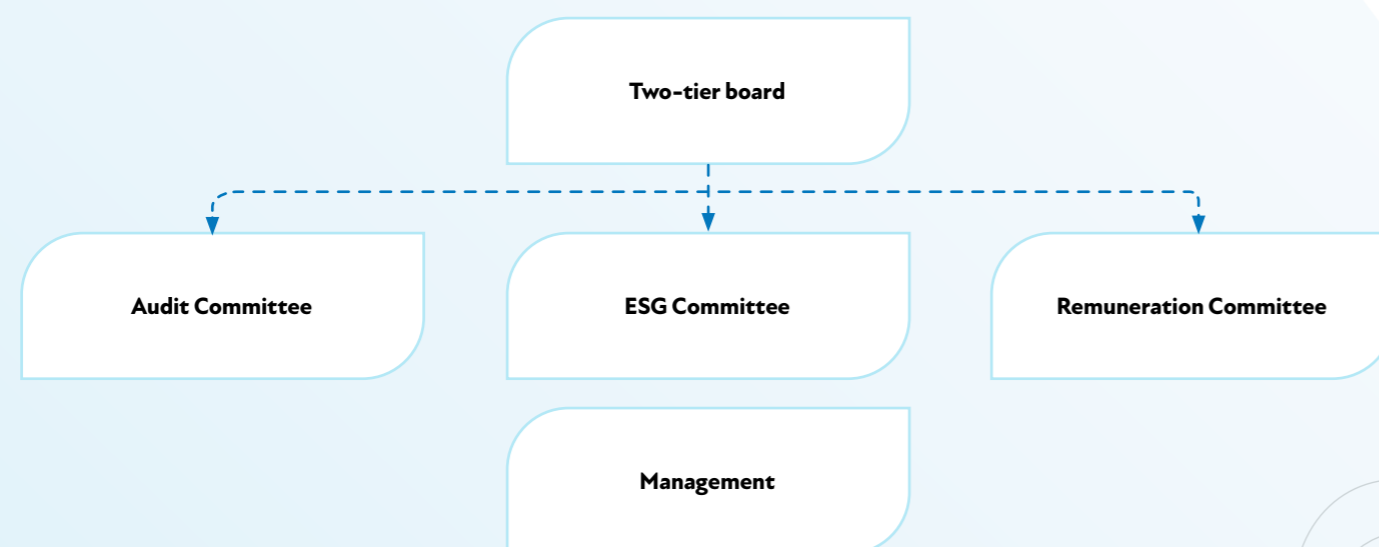 Two-tier board
Audit Committee
ESG Committee
Remuneration Committee
Management